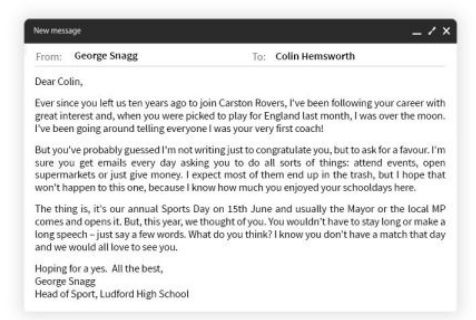 New message
From: George Snagg To: Colin Hemsworth
Dear Colin,
Ever since you left us ten years ago to join Carston Rovers, I've been following your career with
great interest and, when you were picked to play for England last month, I was over the moon.
I've been going around telling everyone I was your very first coach!
But you've probably guessed I'm not writing just to congratulate you, but to ask for a favour. I'm
sure you get emails every day asking you to do all sorts of things: attend events, open
supermarkets or just give money. I expect most of them end up in the trash, but I hope that
won't happen to this one, because I know how much you enjoyed your schooldays here.
The thing is, it's our annual Sports Day on 15th June and usually the Mayor or the local MP
comes and opens it. But, this year, we thought of you. You wouldn't have to stay long or make a
long speech – just say a few words. What do you think? I know you don't have a match that day
and we would all love to see you.
Hoping for a yes. All the best,
George Snagg
Head of Sport, Ludford High School